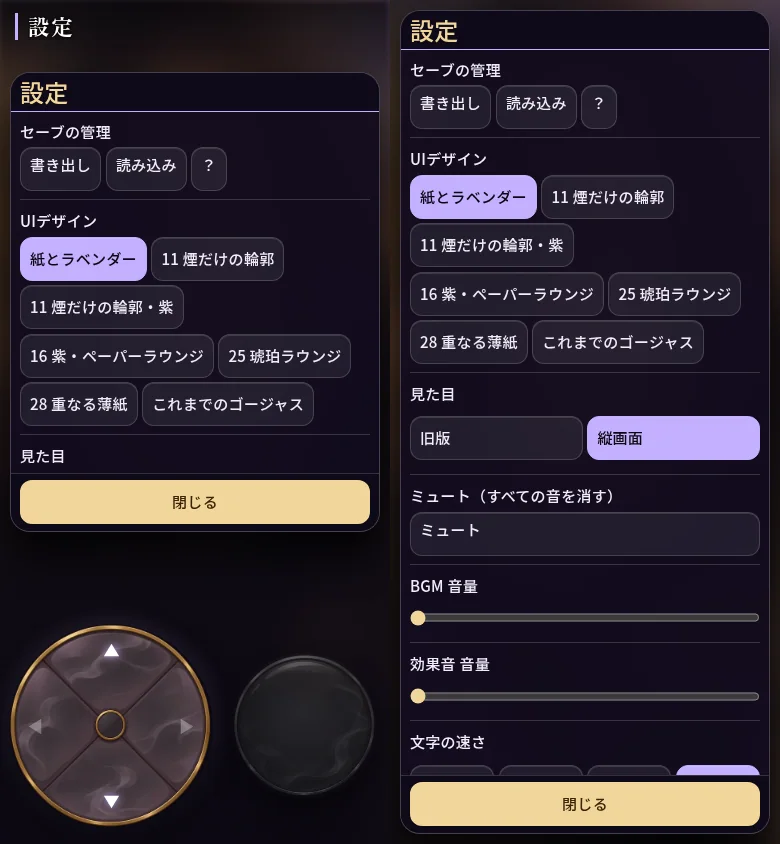 設定
設定
セーブの管理
書き出し 読み込み ?
UIデザイン
紙とラベンダー 11 煙だけの輪郭
11 煙だけの輪郭・紫
16 紫・ペーパーラウンジ 25 琥珀ラウンジ
28 重なる薄紙 これまでのゴージャス
見た目
閉じる
設定
セーブの管理
書き出し 読み込み ?
UIデザイン
紙とラベンダー 11 煙だけの輪郭
11 煙だけの輪郭・紫
16 紫・ペーパーラウンジ 25 琥珀ラウンジ
28 重なる薄紙 これまでのゴージャス
見た目
旧版 縦画面
ミュート（すべての音を消す）
ミュート
BGM 音量
効果音 音量
文字の速さ
閉じる